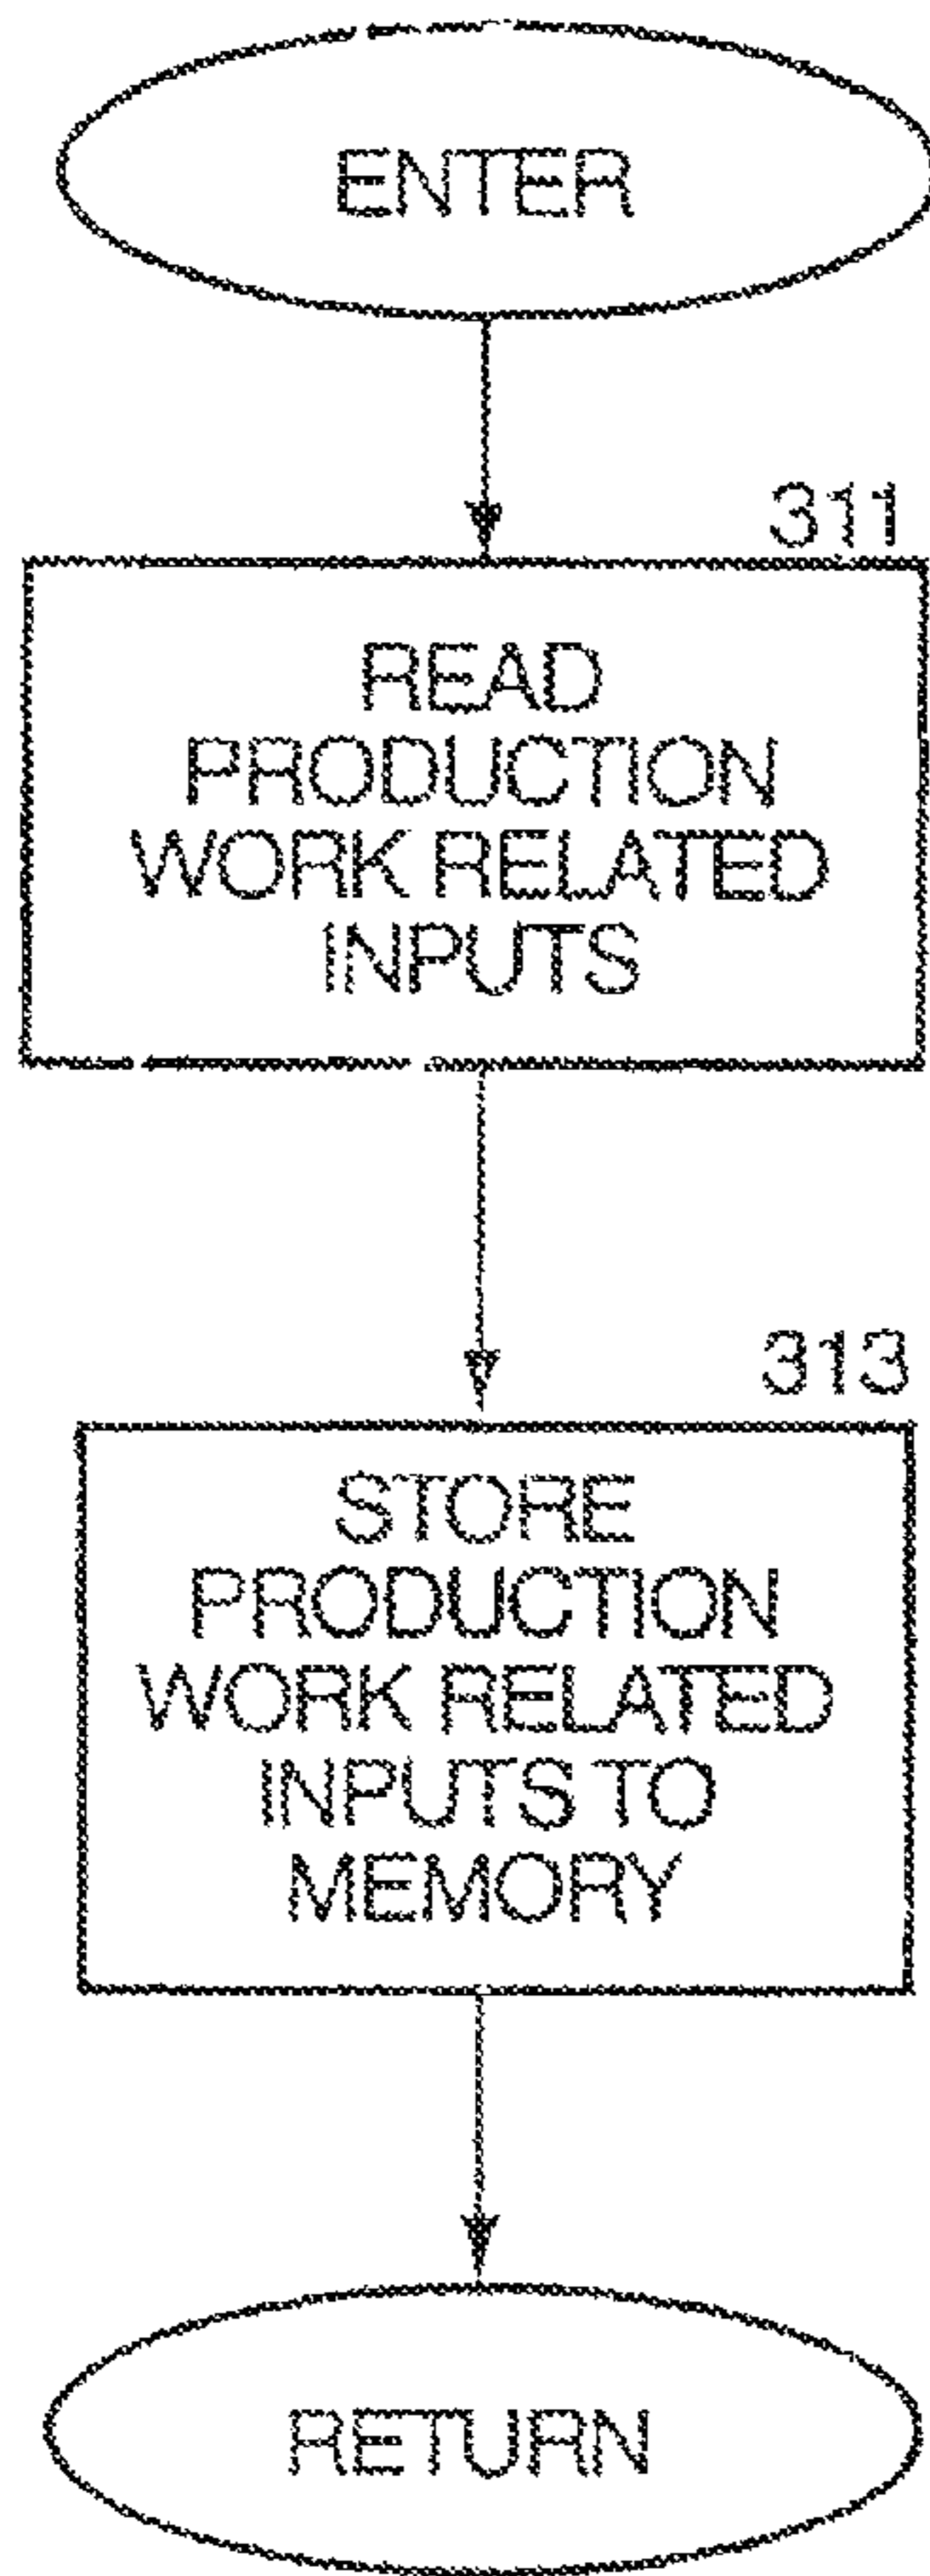 ENTER
311
READ
PRODUCTION
WORK RELATED
INPUTS
313
STORE
PRODUCTION
WORK RELATED
INPUTS TO
MEMORY
RETURN